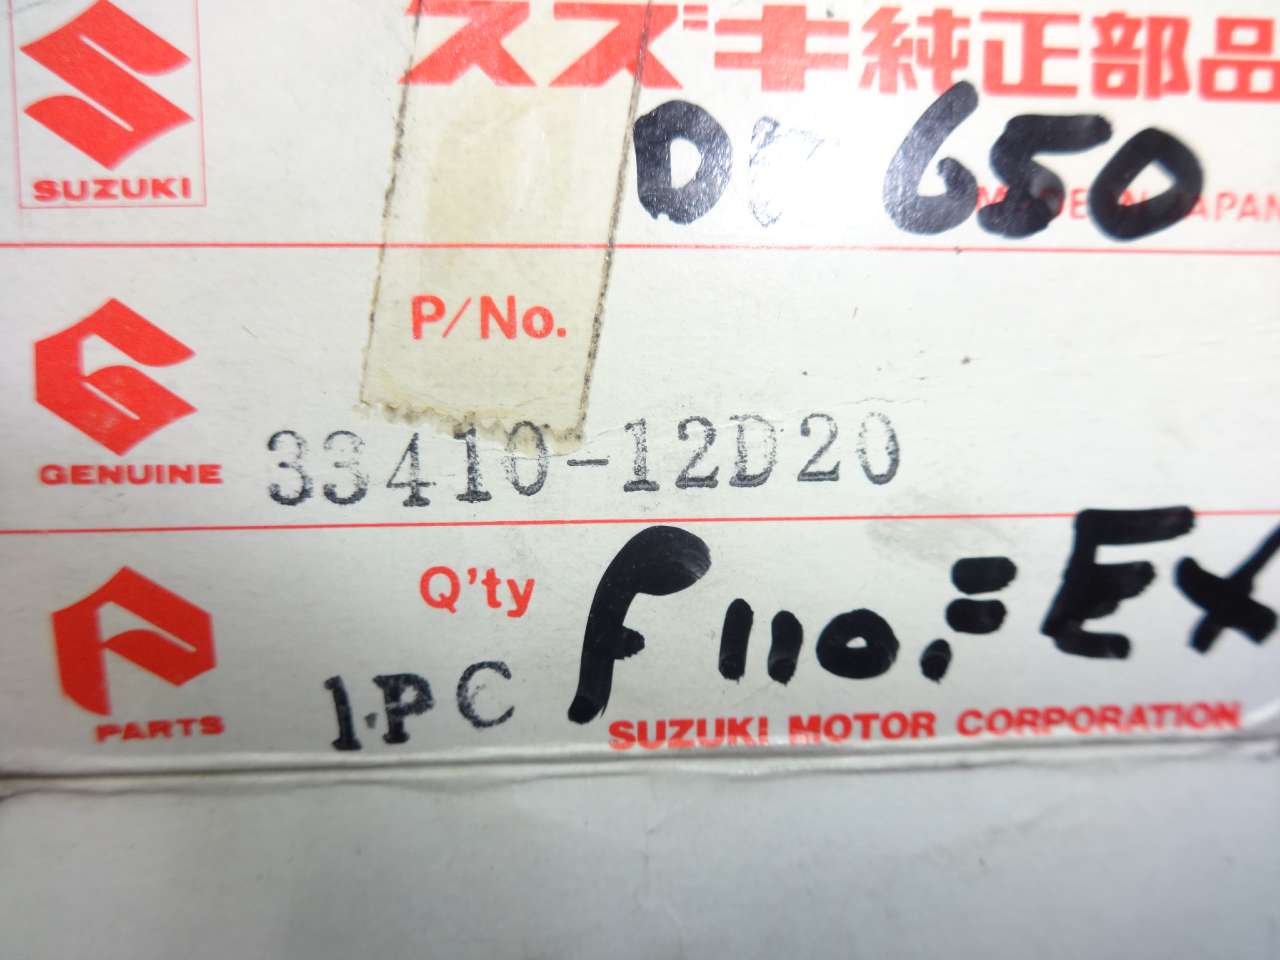 スズキ純正部品
SUZUKI
650
MADE IN JAPAN
P/No.
GENUINE
33410-12D20
Q'ty
F110.=EX
1PC
PARTS
SUZUKI MOTOR CORPORATION